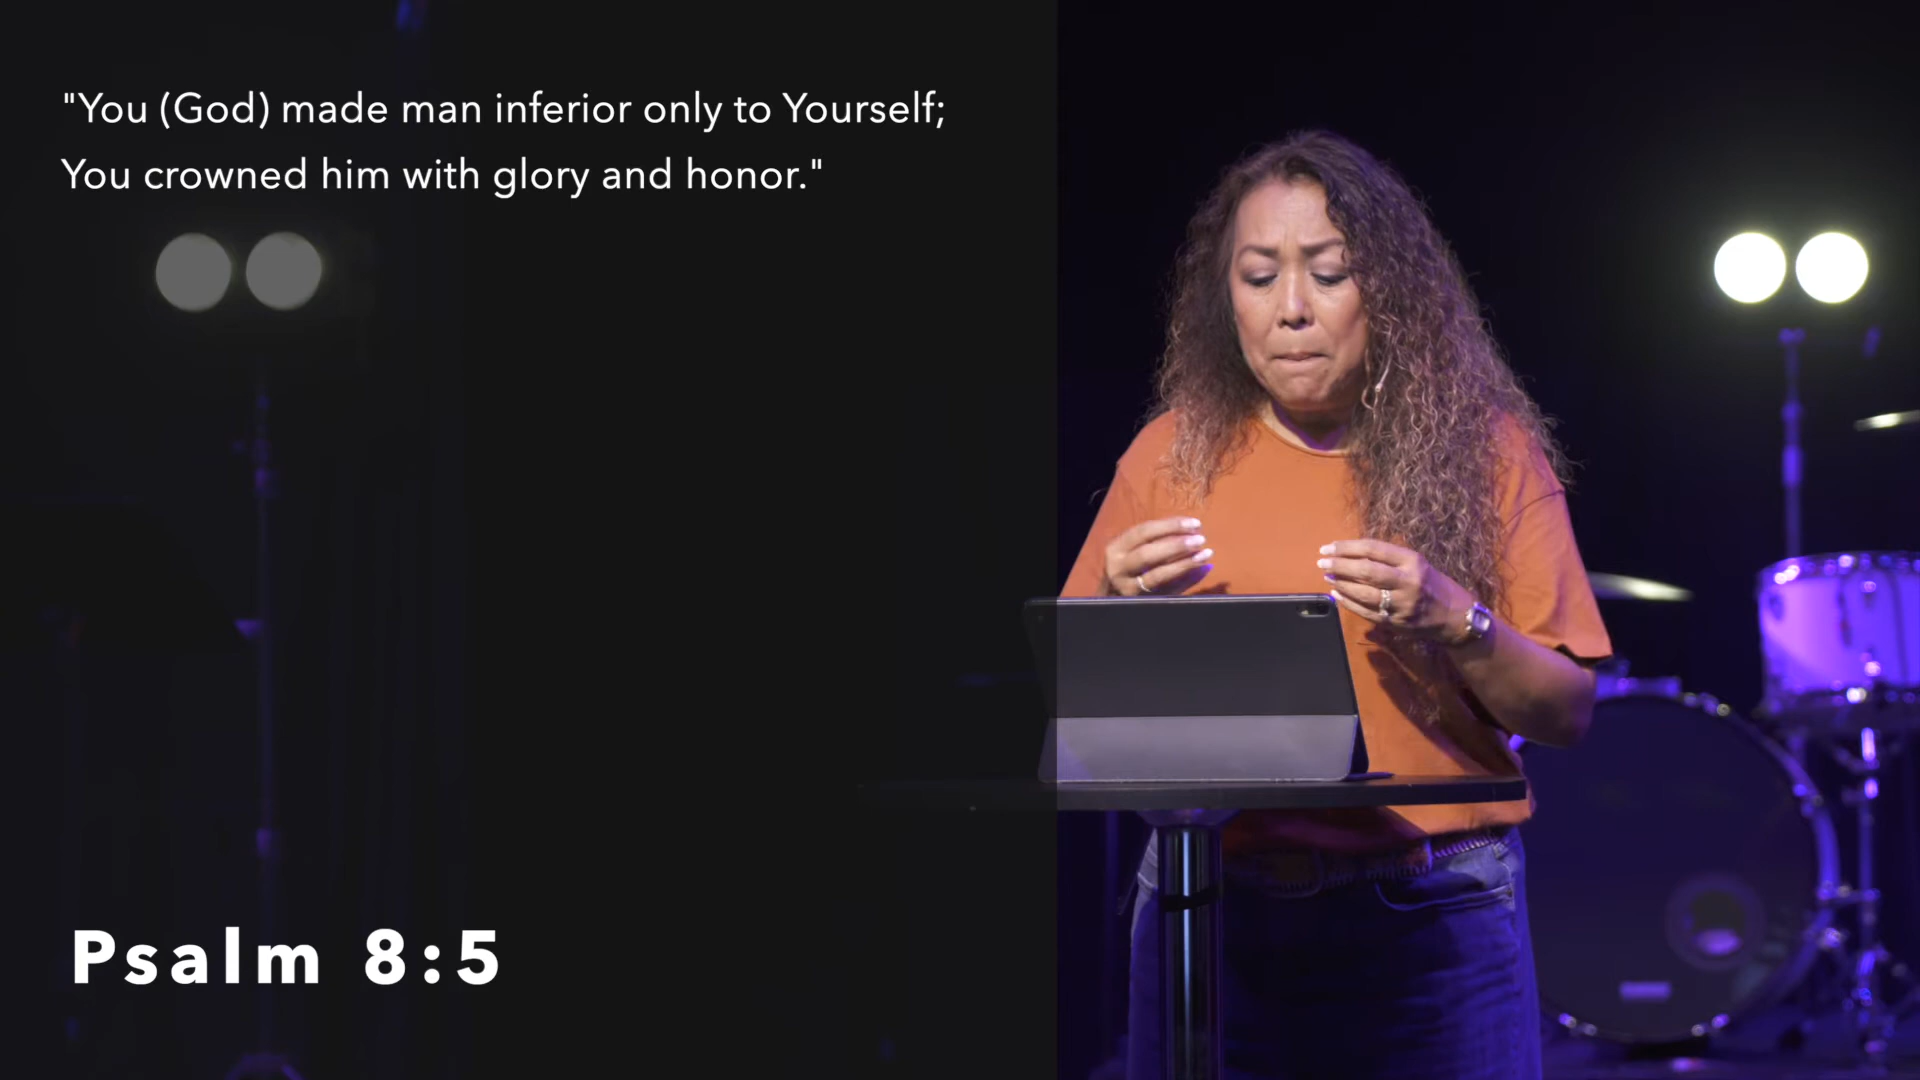 "You (God) made man inferior only to Yourself;
You crowned him with glory and honor."
Psalm 8:5